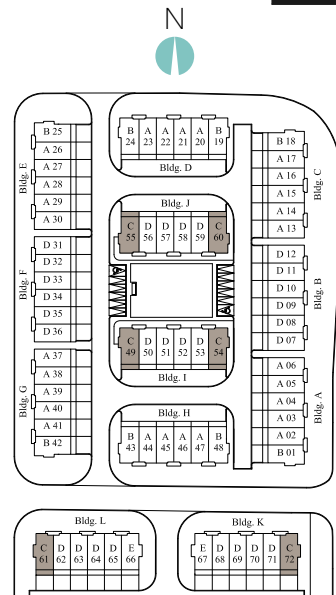 N
B 24
A 23
A 22
A 21
A 20
B 19
Bldg. D
B 25
A 26
A 27
A 28
A 29
A 30
Bldg. E
B 18
A 17
A 16
A 15
A 14
A 13
Bldg. C
Bldg. J
C 55
D 56
D 57
D 58
D 59
C 60
D 31
D 32
D 33
D 34
D 35
D 36
Bldg. F
D 12
D 11
D 10
D 09
D 08
D 07
Bldg. B
C 49
D 50
D 51
D 52
D 53
C 54
Bldg. I
A 37
A 38
A 39
A 40
A 41
B 42
Bldg. G
A 06
A 05
A 04
A 03
A 02
B 01
Bldg. A
Bldg. H
B 43
A 44
A 45
A 46
A 47
B 48
Bldg. L
C 61
D 62
D 63
D 64
D 65
E 66
Bldg. K
E 67
D 68
D 69
D 70
D 71
C 72